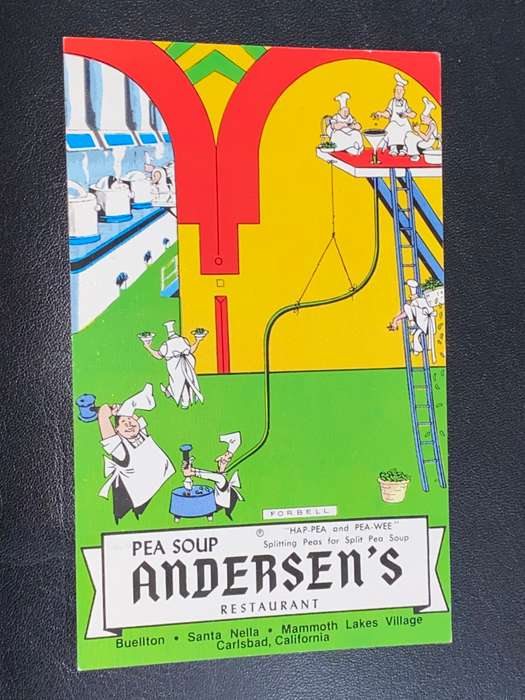 FORBELL
℗ "HAP-PEA and PEA-WEE"
PEA SOUP Splitting Peas for Split Pea Soup
ANDERSEN'S
RESTAURANT
Buellton • Santa Nella • Mammoth Lakes Village
Carlsbad, California